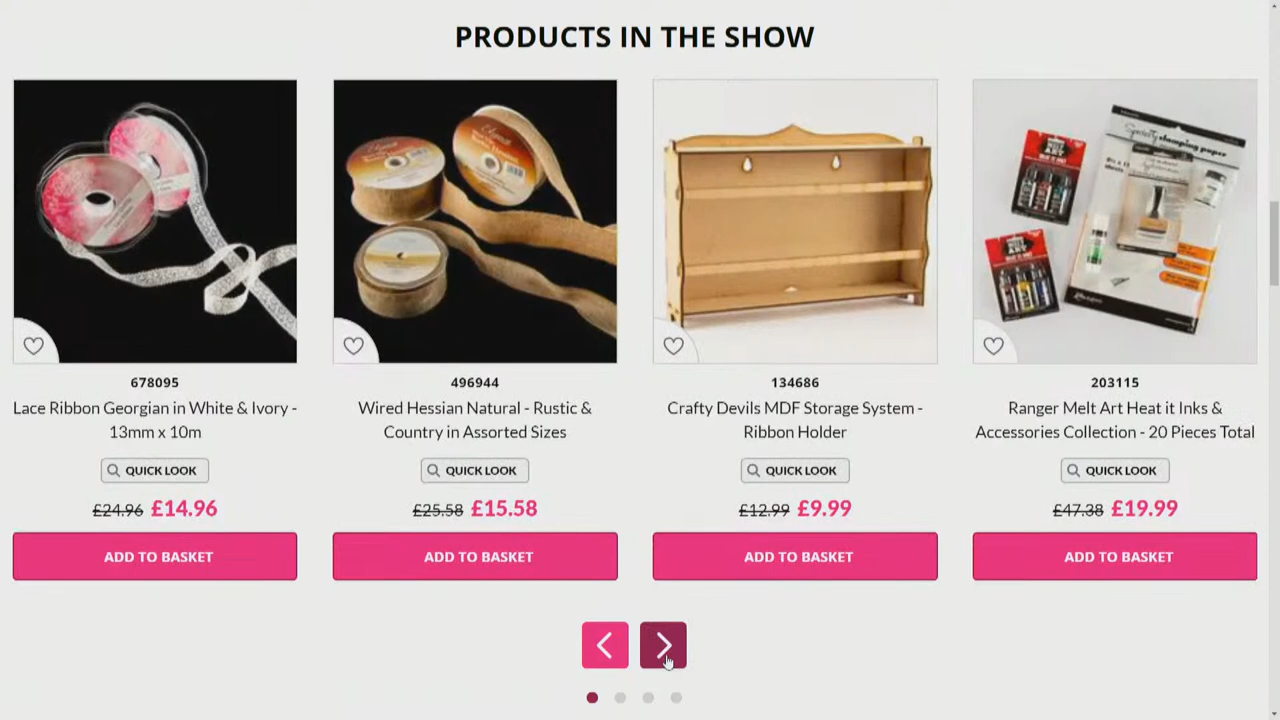 PRODUCTS IN THE SHOW
Specialty stamping paper
678095
Lace Ribbon Georgian in White & Ivory -
13mm x 10m
QUICK LOOK
£24.96 £14.96
ADD TO BASKET
496944
Wired Hessian Natural - Rustic &
Country in Assorted Sizes
QUICK LOOK
£25.58 £15.58
ADD TO BASKET
134686
Crafty Devils MDF Storage System -
Ribbon Holder
QUICK LOOK
£12.99 £9.99
ADD TO BASKET
203115
Ranger Melt Art Heat it Inks &
Accessories Collection - 20 Pieces Total
QUICK LOOK
£47.38 £19.99
ADD TO BASKET